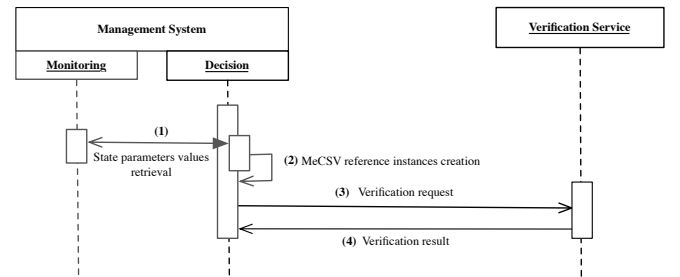 Management System
Verification Service
Monitoring
Decision
(1)
State parameters values
retrieval
(2) MeCSV reference instances creation
(3) Verification request
(4) Verification result